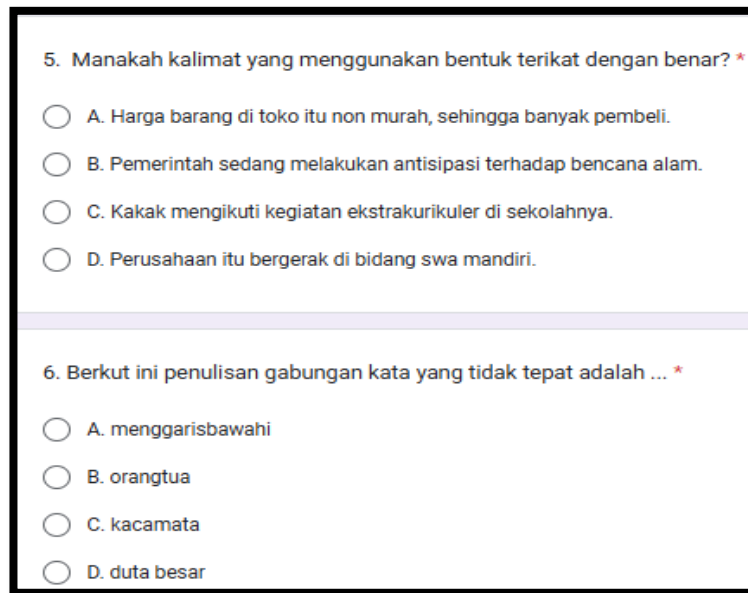 5. Manakah kalimat yang menggunakan bentuk terikat dengan benar? *
A. Harga barang di toko itu non murah, sehingga banyak pembeli.
B. Pemerintah sedang melakukan antisipasi terhadap bencana alam.
C. Kakak mengikuti kegiatan ekstrakurikuler di sekolahnya.
D. Perusahaan itu bergerak di bidang swa mandiri.
6. Berkut ini penulisan gabungan kata yang tidak tepat adalah ... *
A. menggarisbawahi
B. orangtua
C. kacamata
D. duta besar